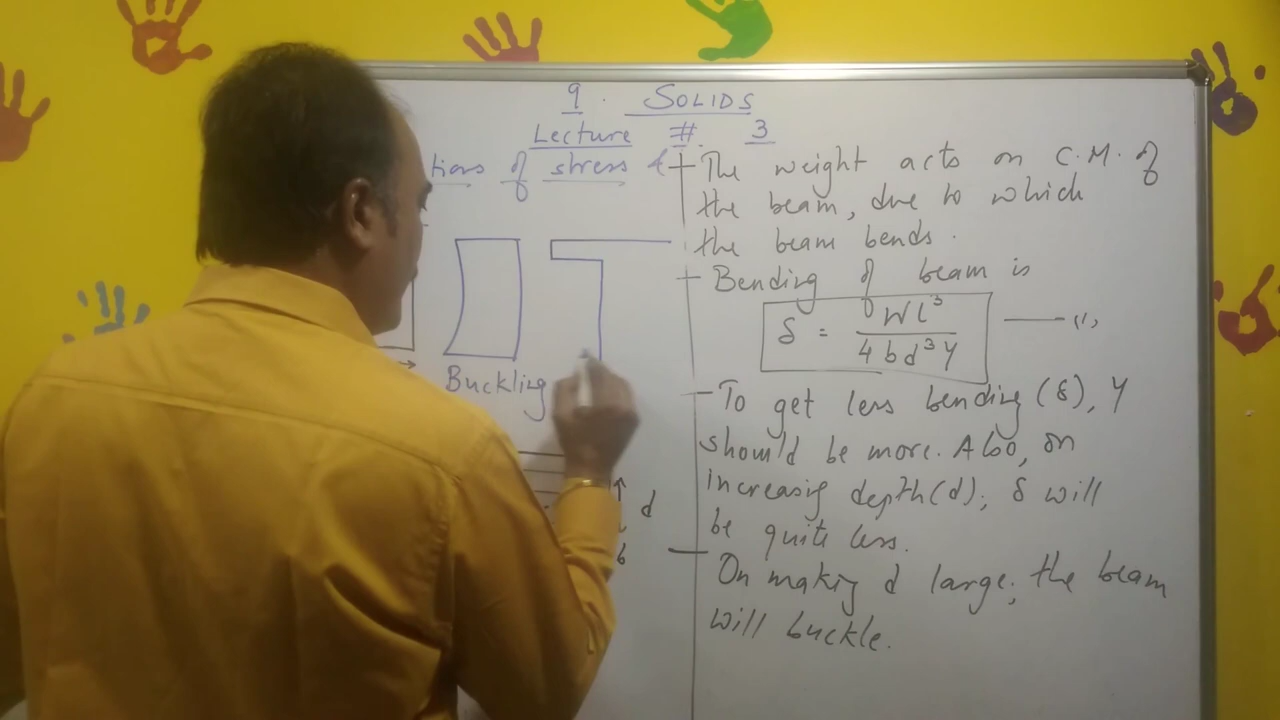 9. SOLIDS
Lecture # 3
tions of stress &
Buckling
d
b
The weight acts on C.M. of
the beam, due to which
the beam bends.
Bending of beam is
δ = Wl³ / 4bd³Y —— (1)
To get less bending (δ), Y
should be more. Also, on
increasing depth(d), δ will
be quite less.
On making d large, the beam
will buckle.